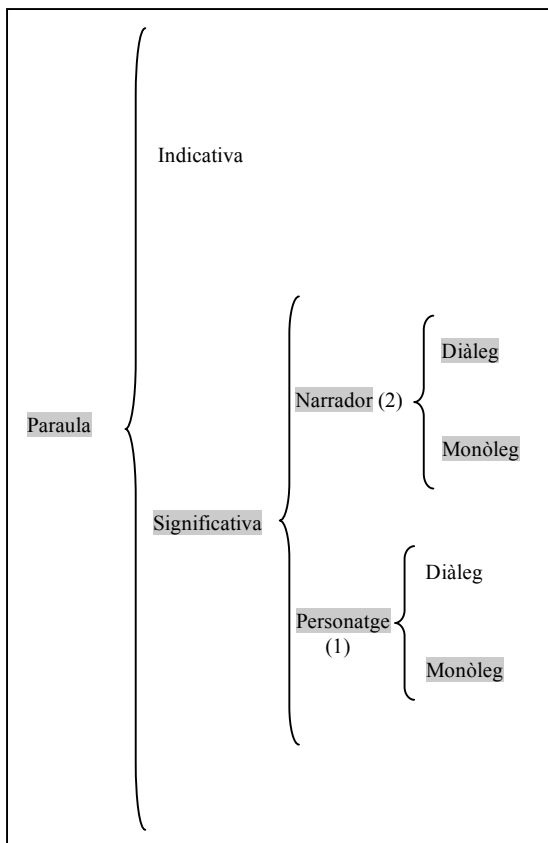 Indicativa
Diàleg
Narrador (2)
Paraula
Monòleg
Significativa
Diàleg
Personatge
(1)
Monòleg